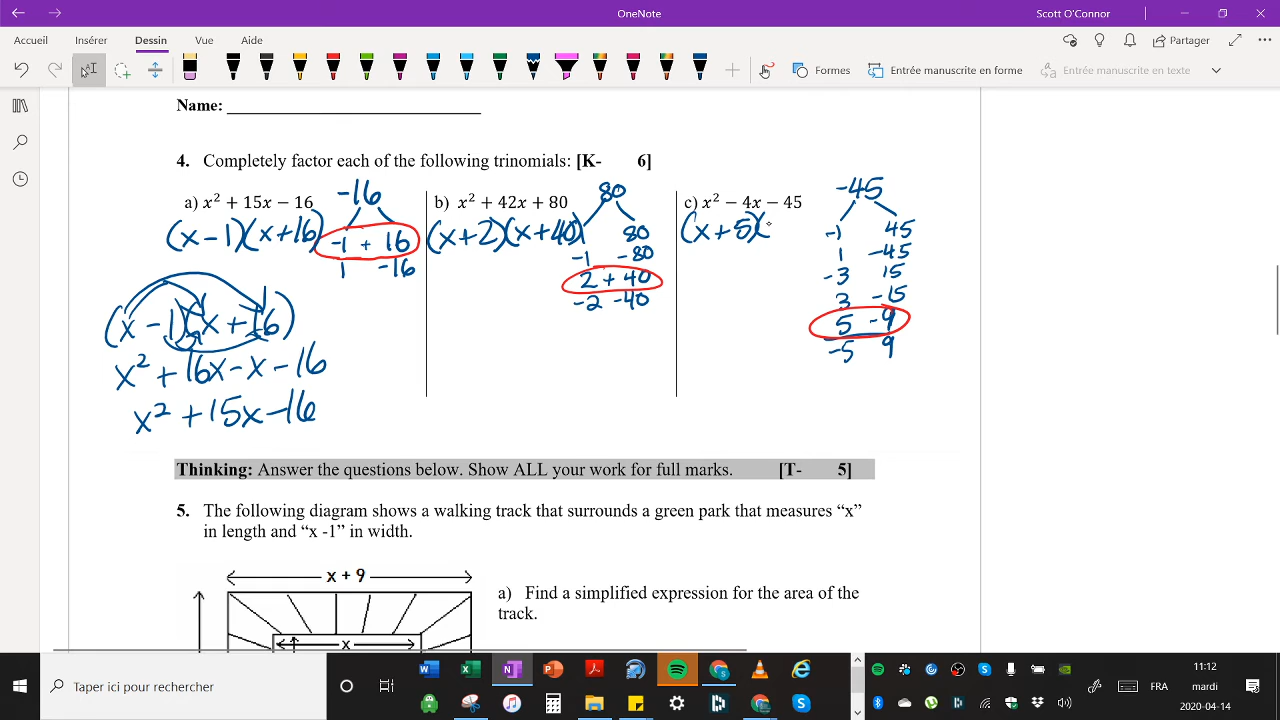 OneNote
Scott O'Connor
Accueil Insérer Dessin Vue Aide
Partager
Formes Entrée manuscrite en forme Entrée manuscrite en texte
Name:
4. Completely factor each of the following trinomials: [K- 6]
a) x² + 15x − 16
-16
(x-1)(x+16)
-1 + 16
1 -16
(x-1)(x+16)
x² + 16x - x - 16
x² + 15x - 16
b) x² + 42x + 80
80
(x+2)(x+40)
80
-1 -80
2 + 40
-2 -40
c) x² − 4x − 45
-45
(x+5)(
-1 45
1 -45
-3 15
3 -15
5 -9
-5 9
Thinking: Answer the questions below. Show ALL your work for full marks. [T- 5]
5. The following diagram shows a walking track that surrounds a green park that measures “x”
in length and “x -1” in width.
x + 9
x
a) Find a simplified expression for the area of the
track.
Taper ici pour rechercher
FRA
11:12
mardi
2020-04-14